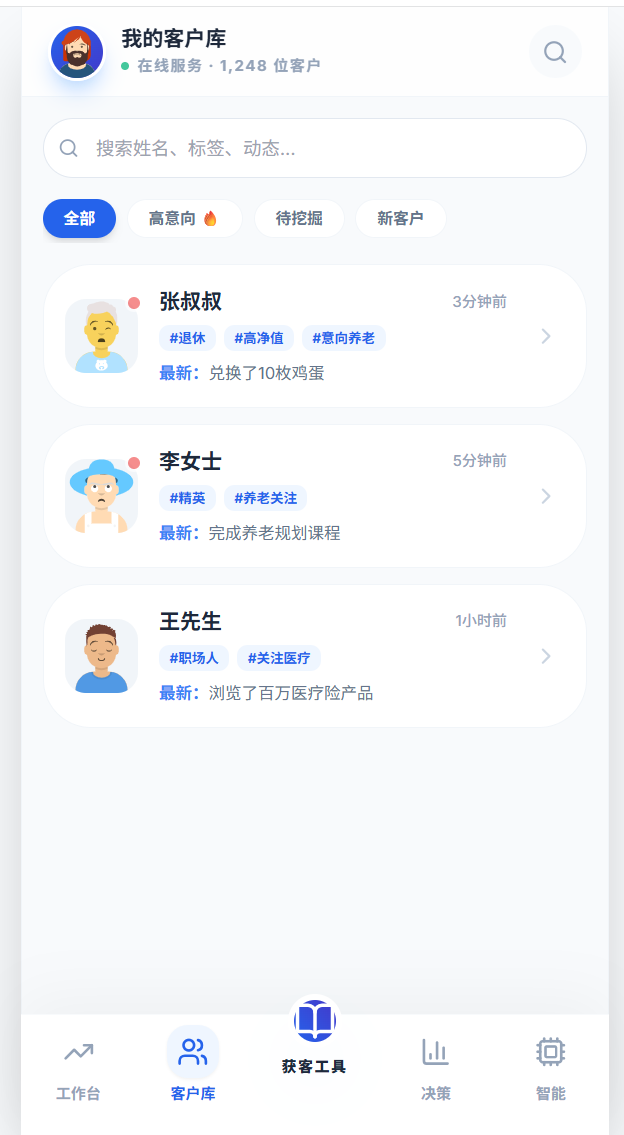 我的客户库
在线服务 · 1,248 位客户
搜索姓名、标签、动态...
全部 高意向 🔥 待挖掘 新客户
张叔叔 3分钟前
#退休 #高净值 #意向养老
最新：兑换了10枚鸡蛋
李女士 5分钟前
#精英 #养老关注
最新：完成养老规划课程
王先生 1小时前
#职场人 #关注医疗
最新：浏览了百万医疗险产品
工作台 客户库 获客工具 决策 智能